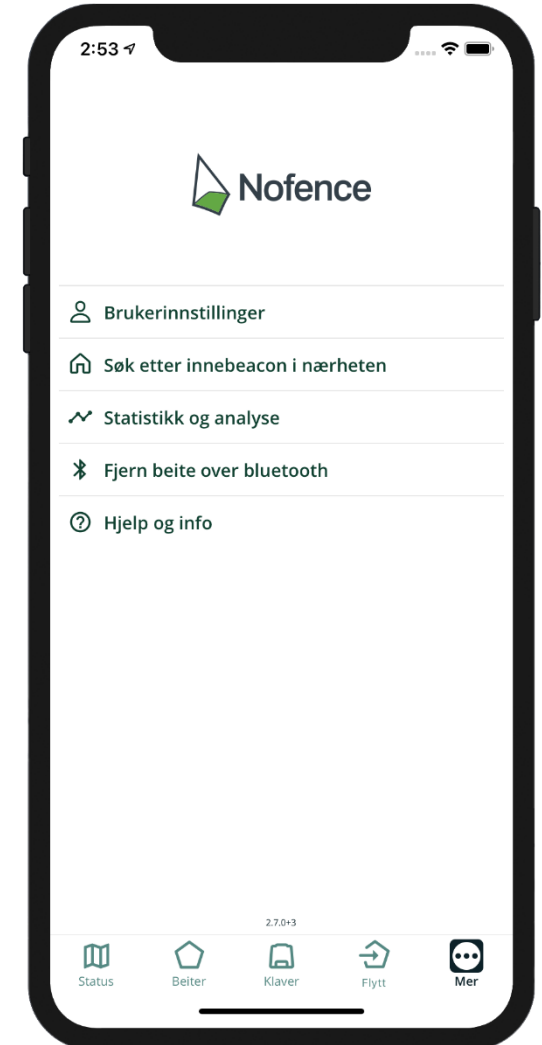 2:53
Nofence
Brukerinnstillinger
Søk etter innebeacon i nærheten
Statistikk og analyse
Fjern beite over bluetooth
Hjelp og info
2.7.0+3
Status Beiter Klaver Flytt Mer